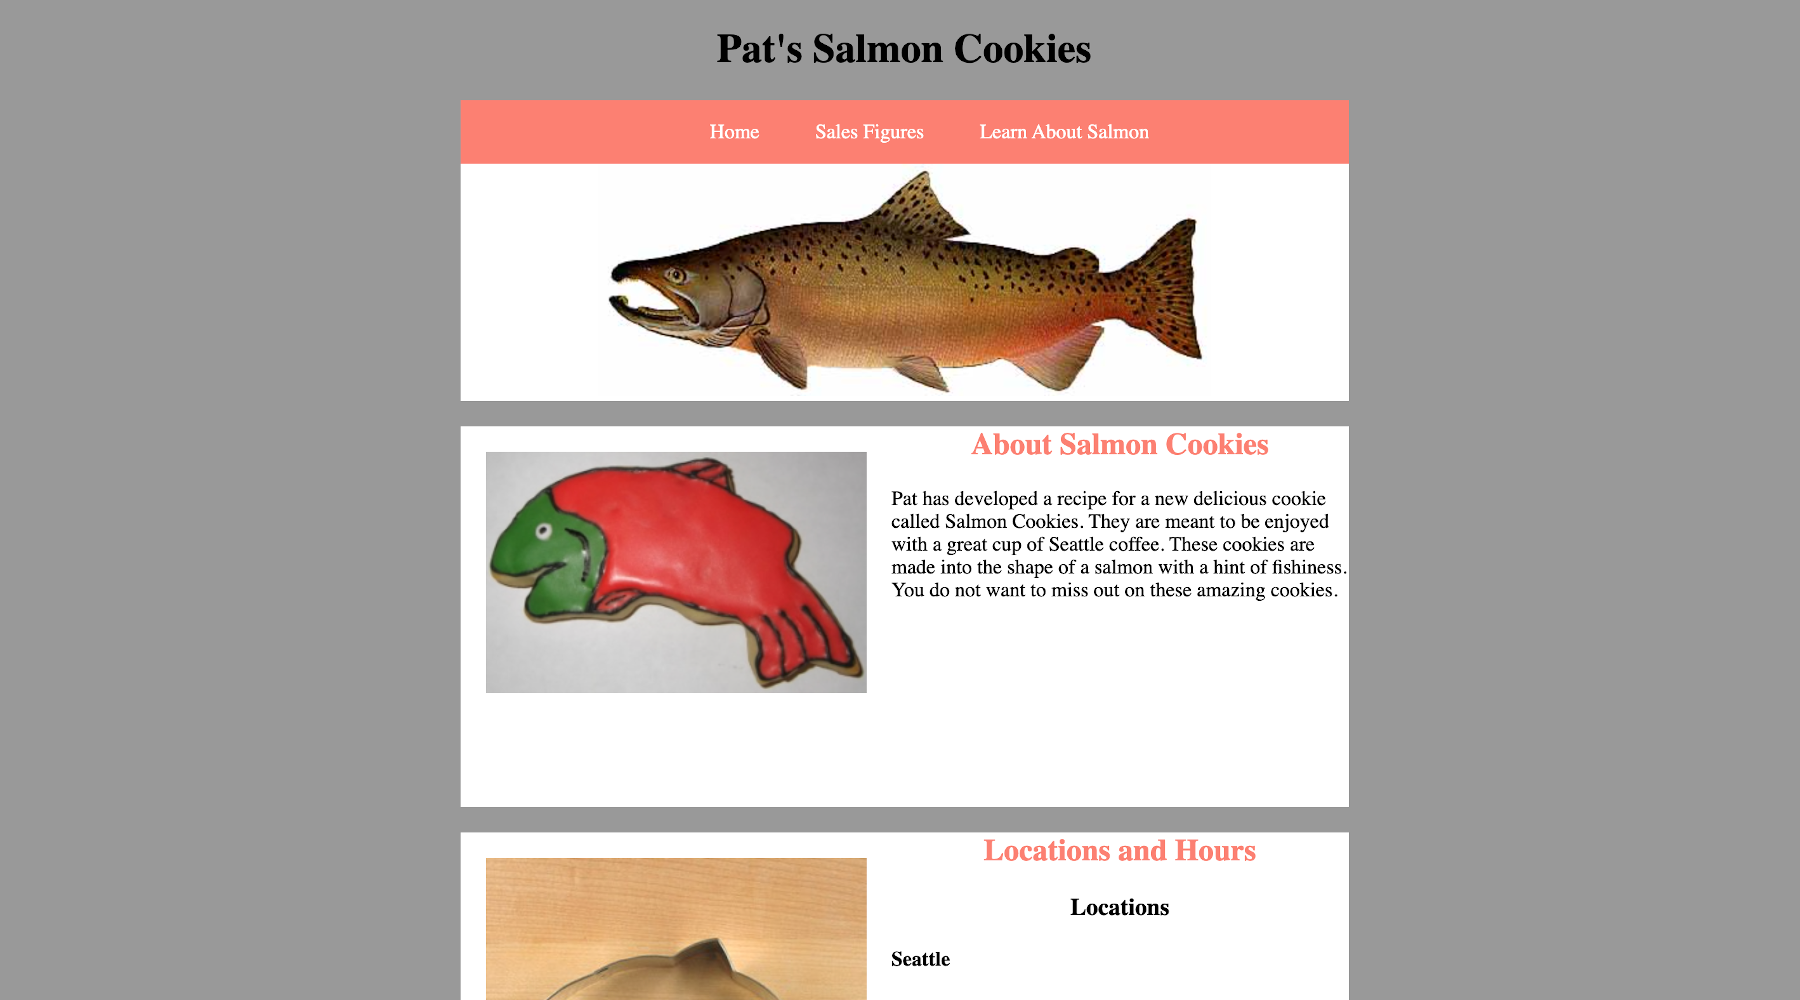 Pat's Salmon Cookies
Home Sales Figures Learn About Salmon
About Salmon Cookies
Pat has developed a recipe for a new delicious cookie
called Salmon Cookies. They are meant to be enjoyed
with a great cup of Seattle coffee. These cookies are
made into the shape of a salmon with a hint of fishiness.
You do not want to miss out on these amazing cookies.
Locations and Hours
Locations
Seattle